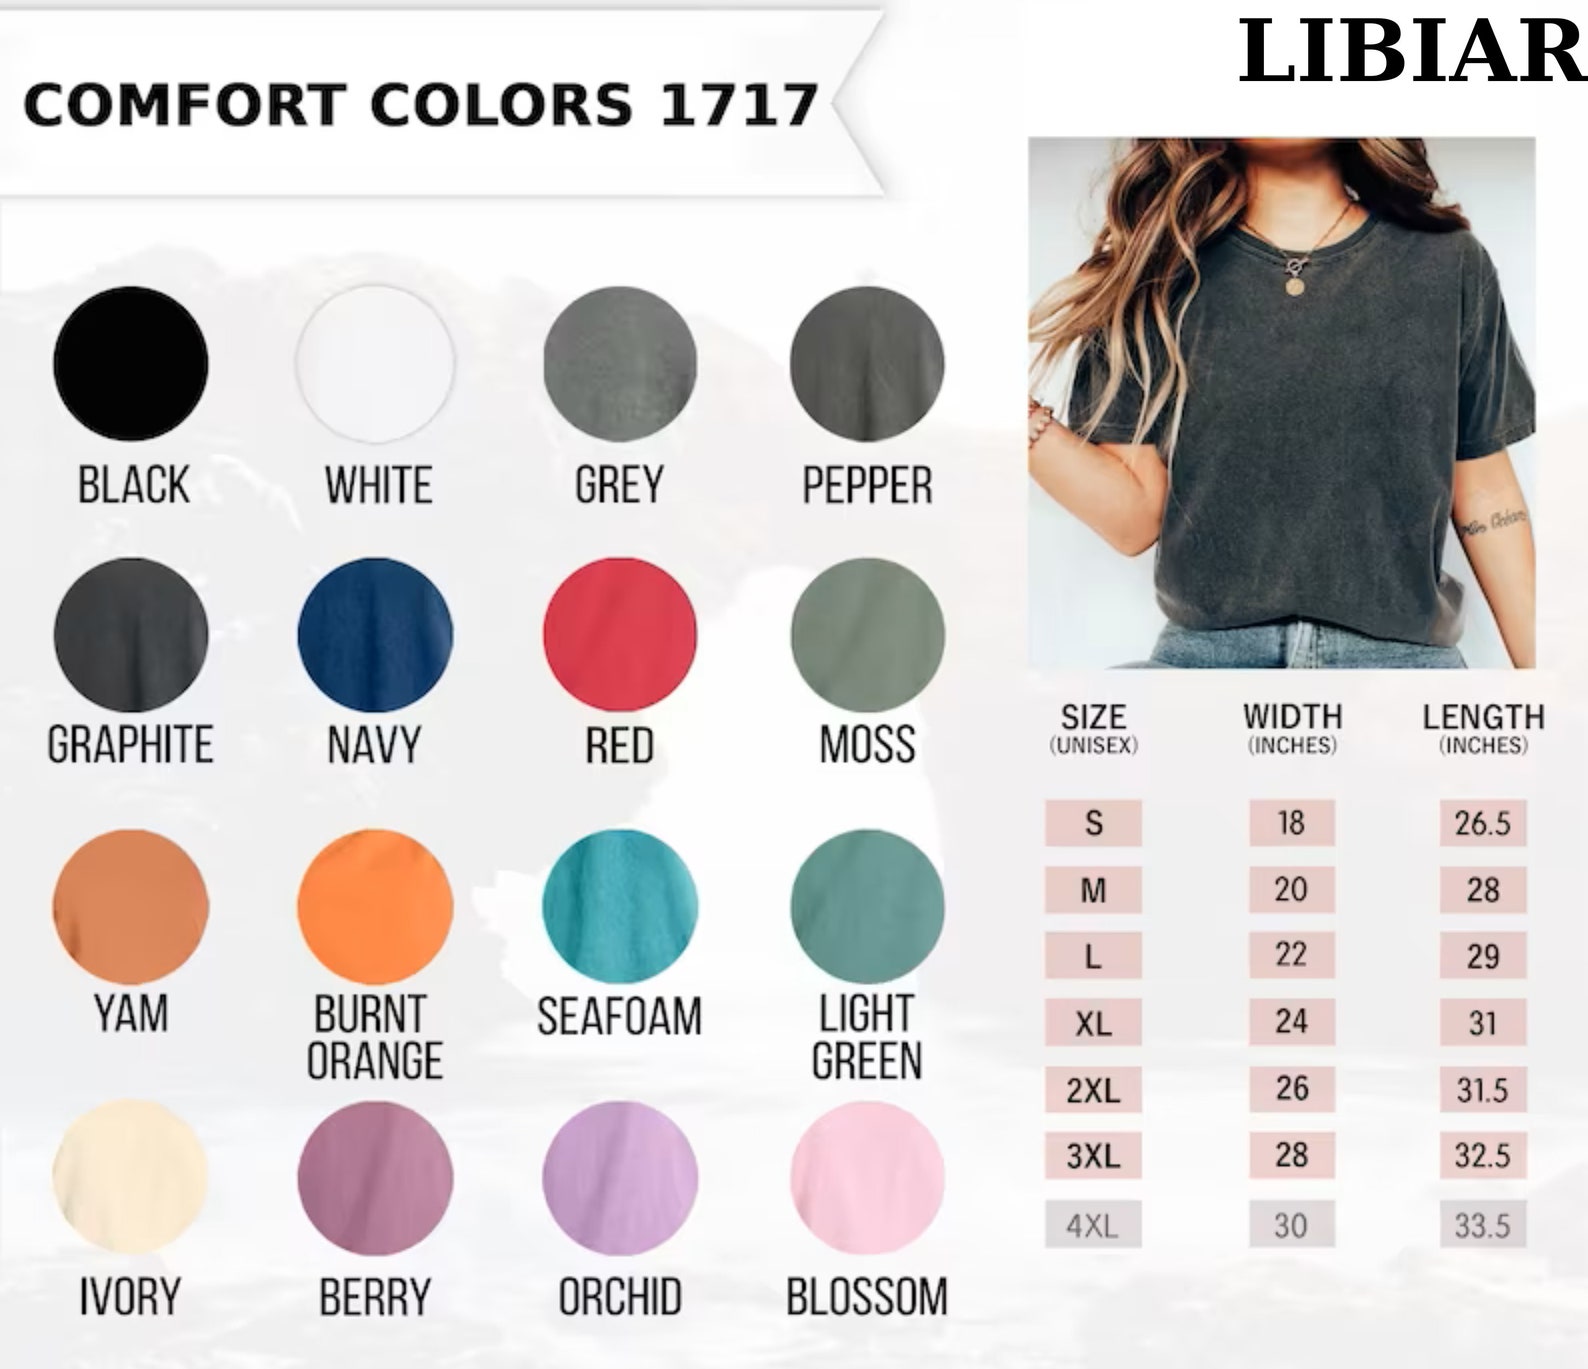 LIBIAR
COMFORT COLORS 1717
BLACK
WHITE
GREY
PEPPER
GRAPHITE
NAVY
RED
MOSS
YAM
BURNT
ORANGE
SEAFOAM
LIGHT
GREEN
IVORY
BERRY
ORCHID
BLOSSOM
SIZE WIDTH LENGTH
(UNISEX) (INCHES) (INCHES)
S 18 26.5
M 20 28
L 22 29
XL 24 31
2XL 26 31.5
3XL 28 32.5
4XL 30 33.5